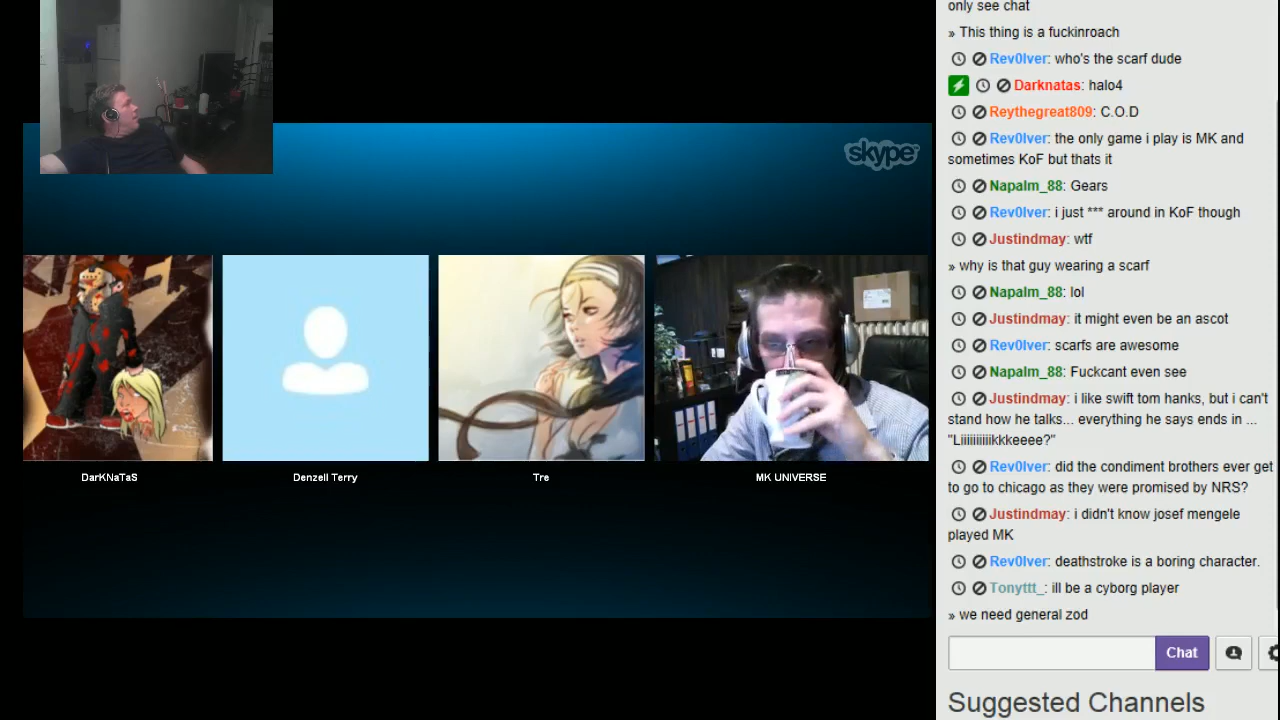 skype
DarKNaTaS
Denzell Terry
Tre
MK UNIVERSE
only see chat
» This thing is a fuckinroach
Rev0lver: who's the scarf dude
Darknatas: halo4
Reythegreat809: C.O.D
Rev0lver: the only game i play is MK and
sometimes KoF but thats it
Napalm_88: Gears
Rev0lver: i just *** around in KoF though
Justindmay: wtf
» why is that guy wearing a scarf
Napalm_88: lol
Justindmay: it might even be an ascot
Rev0lver: scarfs are awesome
Napalm_88: Fuckcant even see
Justindmay: i like swift tom hanks, but i can't
stand how he talks... everything he says ends in ...
"Liiiiiiiiiikkkeeee?"
Rev0lver: did the condiment brothers ever get
to go to chicago as they were promised by NRS?
Justindmay: i didn't know josef mengele
played MK
Rev0lver: deathstroke is a boring character.
Tonyttt_: ill be a cyborg player
» we need general zod
Chat
Suggested Channels